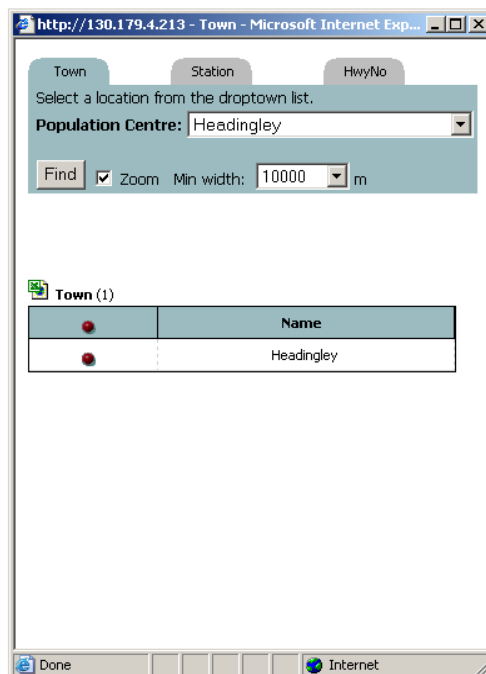 http://130.179.4.213 - Town - Microsoft Internet Exp...
Town Station HwyNo
Select a location from the droptown list.
Population Centre: Headingley
Find Zoom Min width: 10000 m
Town (1)
Name
Headingley
Done Internet